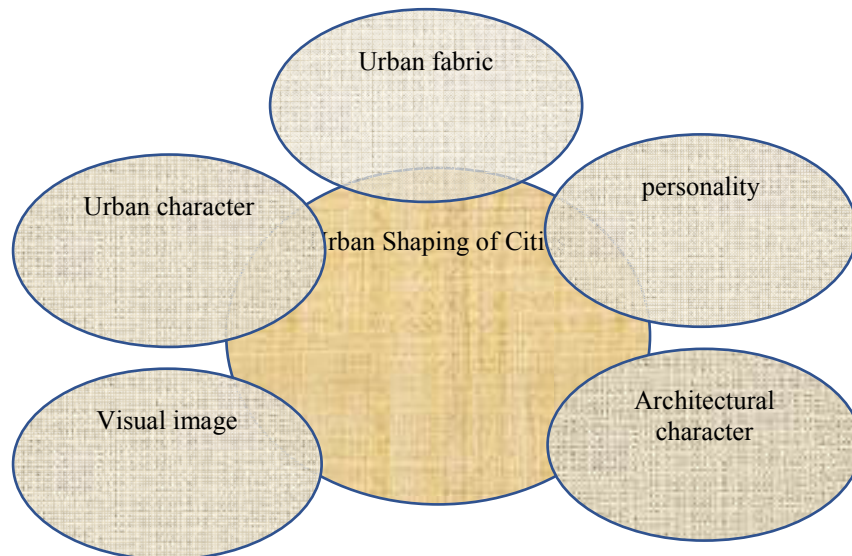 Urban fabric
personality
Urban character
rban Shaping of Citi
Architectural
character
Visual image